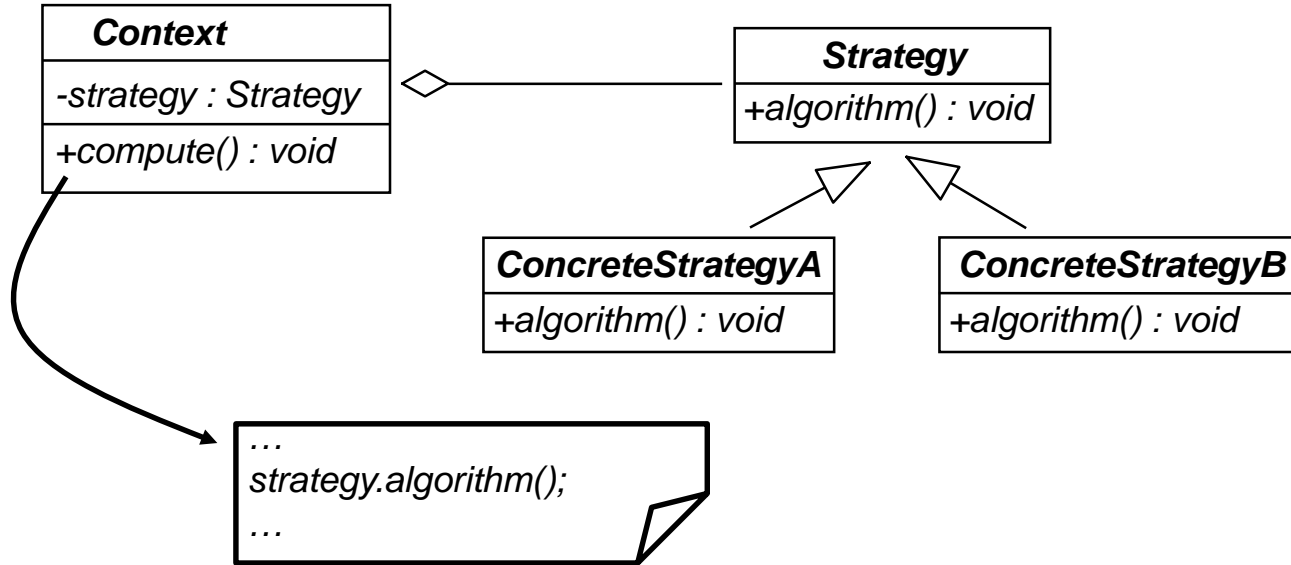 Context
-strategy : Strategy
+compute() : void
Strategy
+algorithm() : void
ConcreteStrategyA
+algorithm() : void
ConcreteStrategyB
+algorithm() : void
…
strategy.algorithm();
…